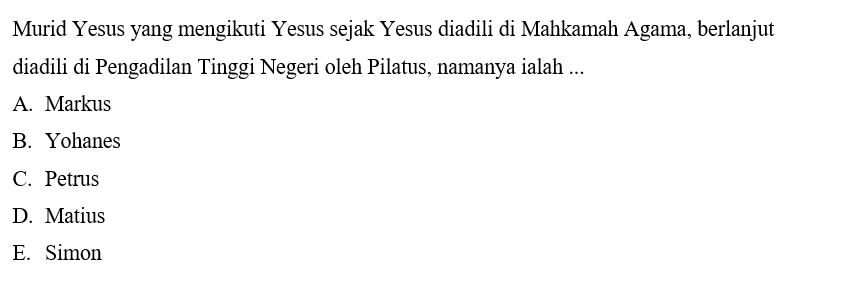 Murid Yesus yang mengikuti Yesus sejak Yesus diadili di Mahkamah Agama, berlanjut
diadili di Pengadilan Tinggi Negeri oleh Pilatus, namanya ialah ...
A. Markus
B. Yohanes
C. Petrus
D. Matius
E. Simon